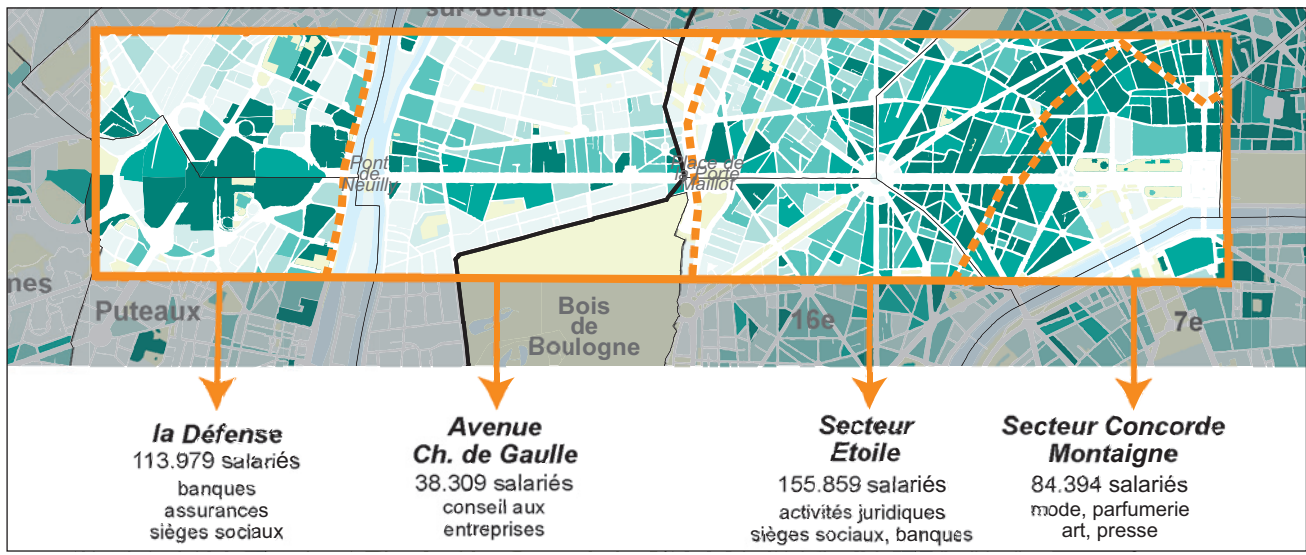 sur-Seine
Pont
de
Neuilly
Place de
la Porte
Maillot
nes
Puteaux
Bois
de
Boulogne
16e
7e
la Défense
113.979 salariés
banques
assurances
sièges sociaux
Avenue
Ch. de Gaulle
38.309 salariés
conseil aux
entreprises
Secteur
Etoile
155.859 salariés
activités juridiques
sièges sociaux, banques
Secteur Concorde
Montaigne
84.394 salariés
mode, parfumerie
art, presse